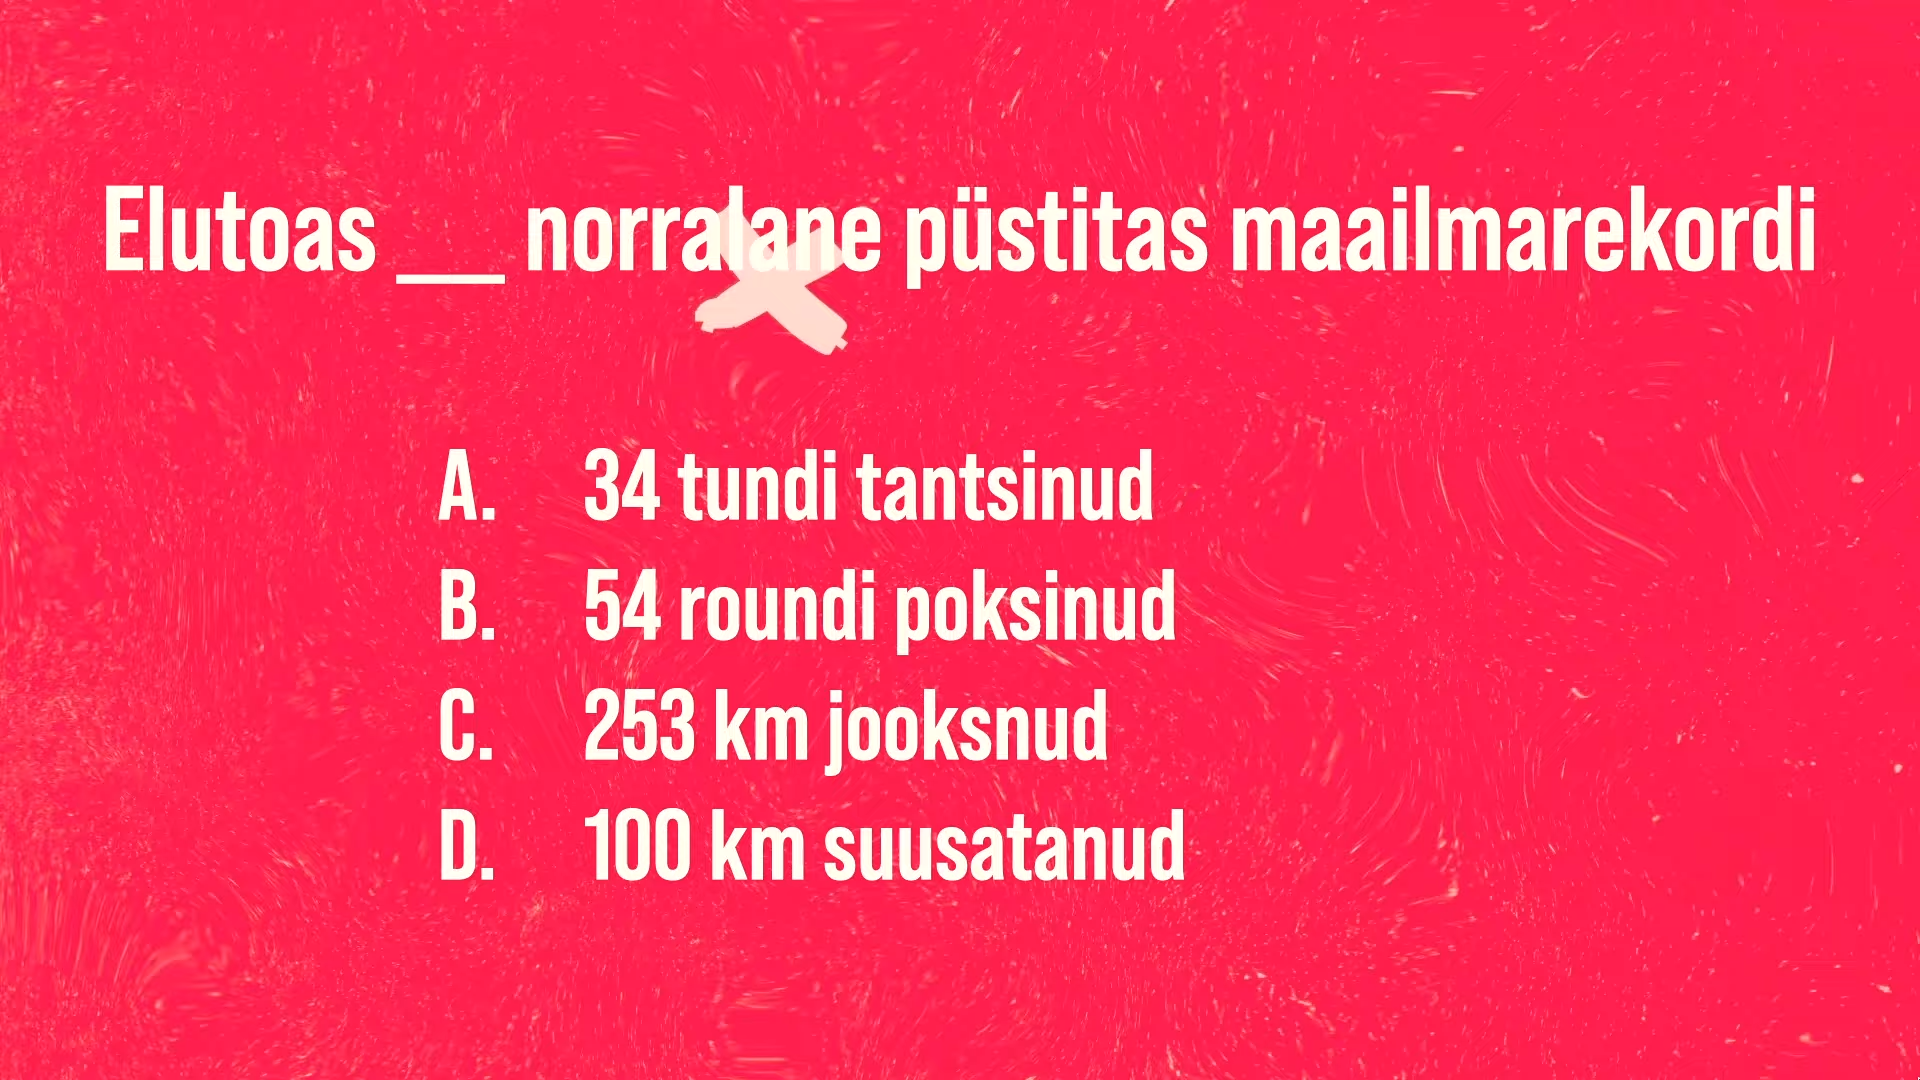 Elutoas __ norralane püstitas maailmarekordi
A. 34 tundi tantsinud
B. 54 roundi poksinud
C. 253 km jooksnud
D. 100 km suusatanud